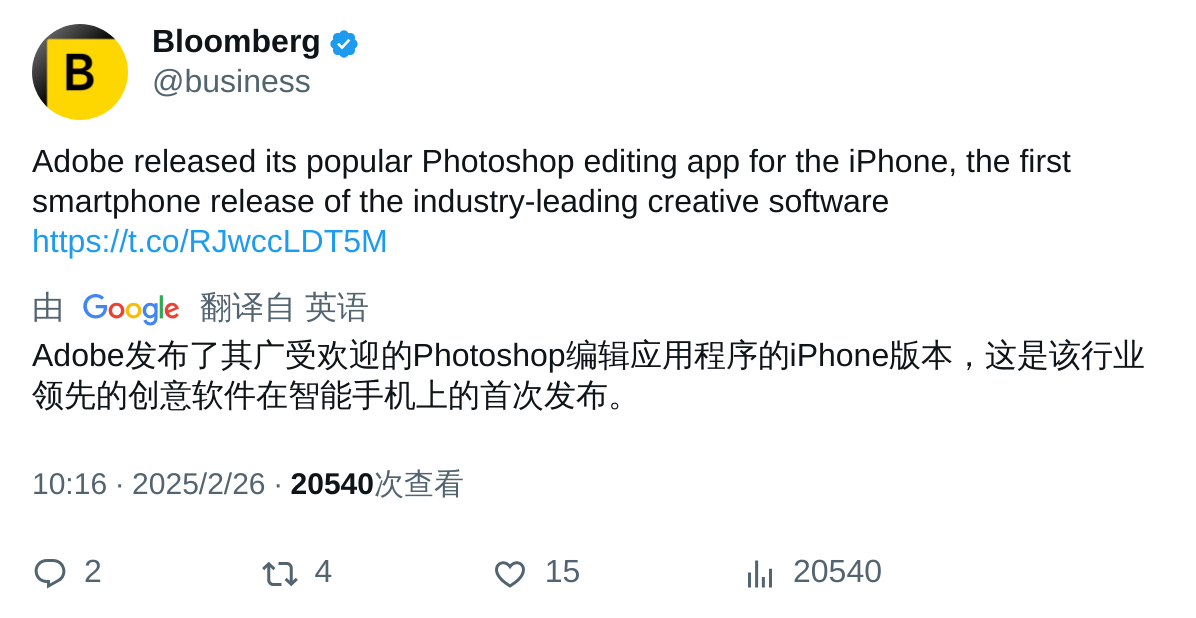 B
Bloomberg
@business
Adobe released its popular Photoshop editing app for the iPhone, the first
smartphone release of the industry-leading creative software
https://t.co/RJwccLDT5M
由 Google 翻译自 英语
Adobe发布了其广受欢迎的Photoshop编辑应用程序的iPhone版本，这是该行业
领先的创意软件在智能手机上的首次发布。
10:16 · 2025/2/26 · 20540次查看
2 4 15 20540